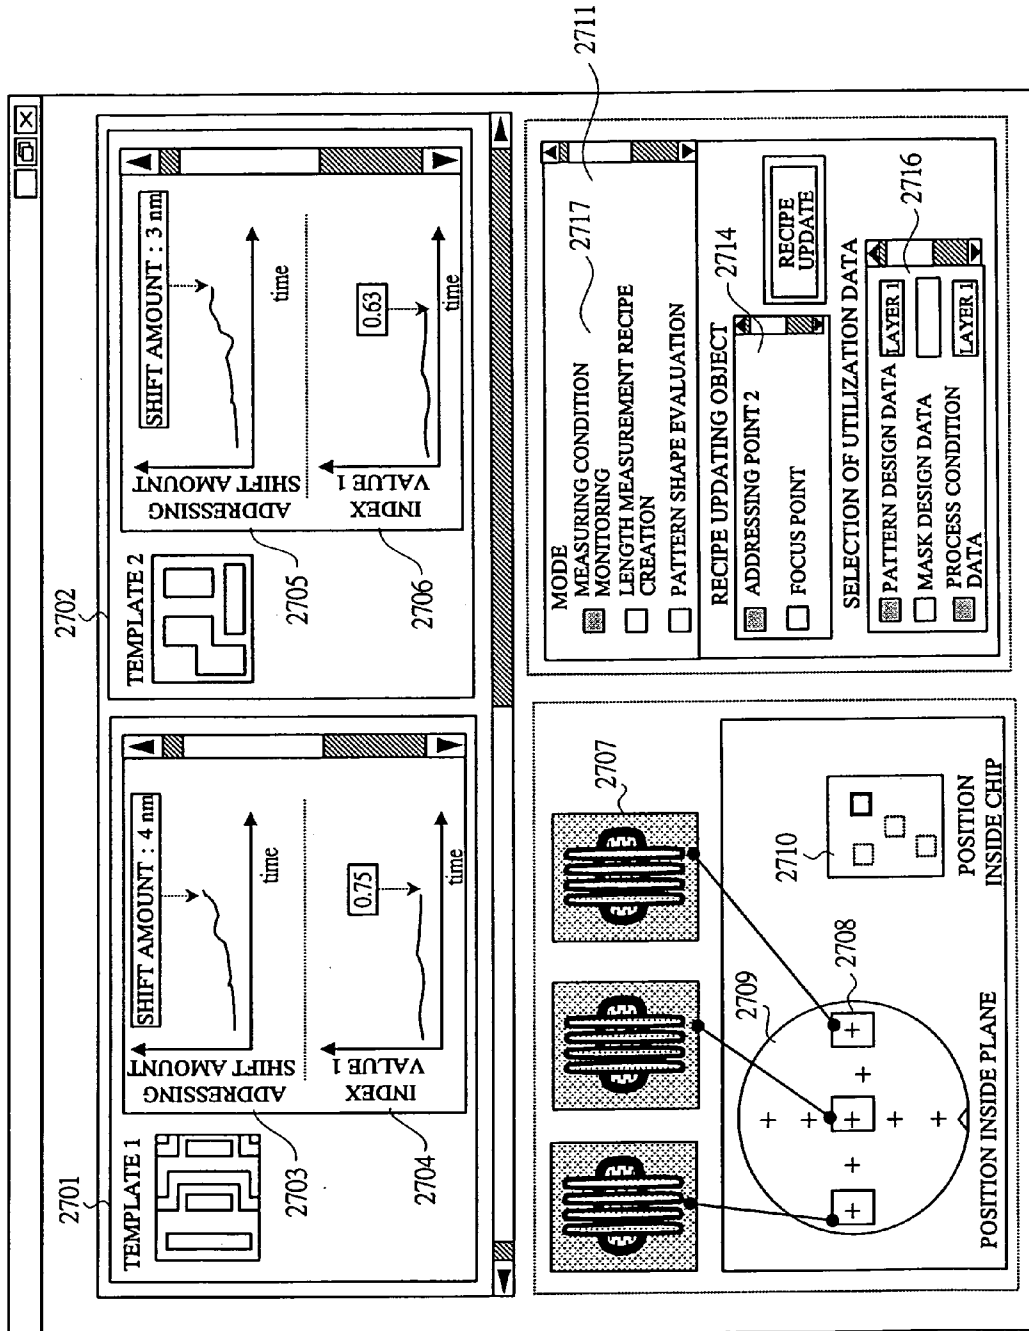 2701
TEMPLATE 1
SHIFT AMOUNT : 4 nm
ADDRESSING
SHIFT AMOUNT
time
2703
0.75
INDEX
VALUE 1
time
2704
2702
TEMPLATE 2
SHIFT AMOUNT : 3 nm
ADDRESSING
SHIFT AMOUNT
time
2705
0.63
INDEX
VALUE 1
time
2706
2707
2709
2708
POSITION INSIDE PLANE
2710
POSITION
INSIDE CHIP
2711
MODE
2717
MEASURING CONDITION
MONITORING
LENGTH MEASUREMENT RECIPE
CREATION
PATTERN SHAPE EVALUATION
RECIPE UPDATING OBJECT
2714
ADDRESSING POINT 2
FOCUS POINT
RECIPE
UPDATE
SELECTION OF UTILIZATION DATA
2716
PATTERN DESIGN DATA LAYER 1
MASK DESIGN DATA
PROCESS CONDITION
DATA LAYER 1